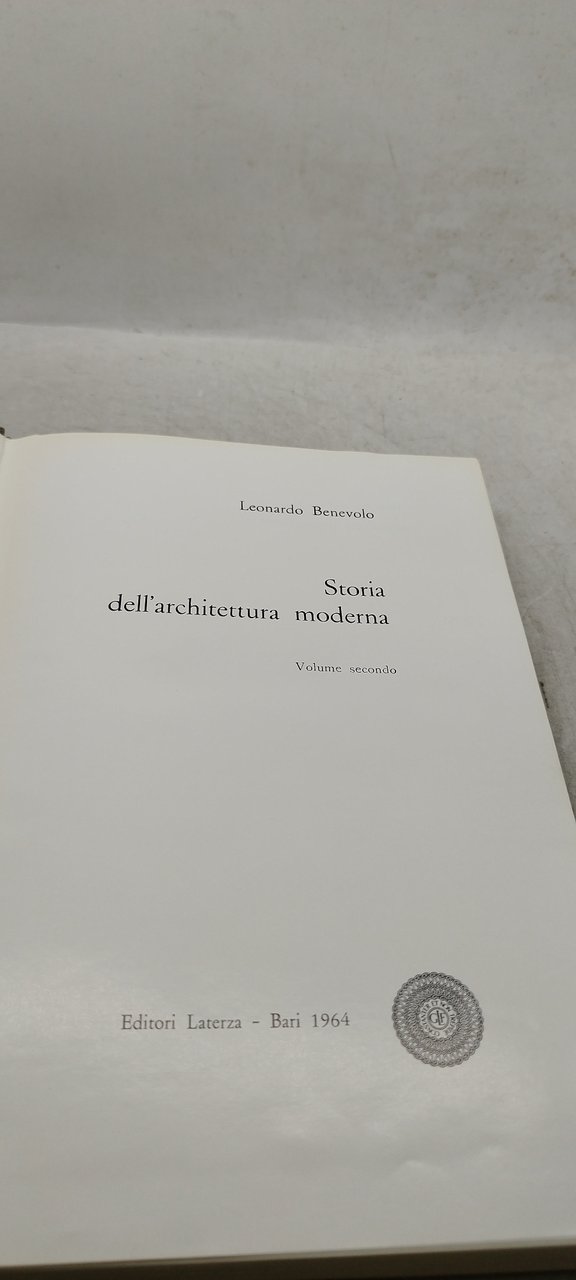 Leonardo Benevolo
Storia
dell'architettura moderna
Volume secondo
Editori Laterza - Bari 1964